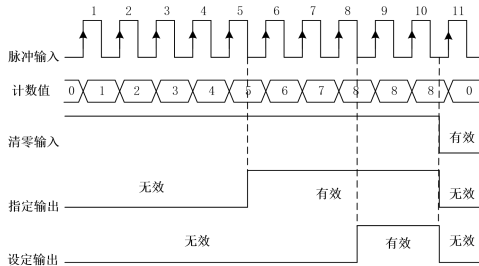 1 2 3 4 5 6 7 8 9 10 11
脉冲输入
计数值 0 1 2 3 4 5 6 7 8 8 8 0
清零输入 有效
指定输出 无效 有效 无效
设定输出 无效 有效 无效